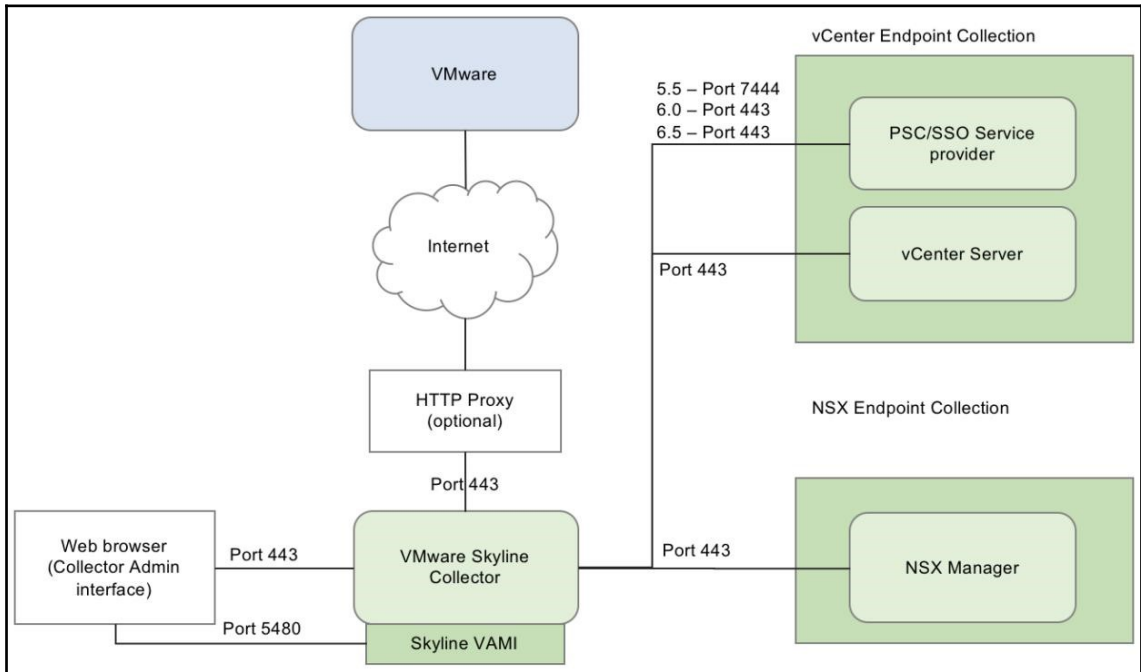 VMware
Internet
HTTP Proxy
(optional)
Port 443
Web browser
(Collector Admin
interface)
Port 443
Port 5480
VMware Skyline
Collector
Skyline VAMI
vCenter Endpoint Collection
5.5 – Port 7444
6.0 – Port 443
6.5 – Port 443
PSC/SSO Service
provider
Port 443
vCenter Server
NSX Endpoint Collection
Port 443
NSX Manager